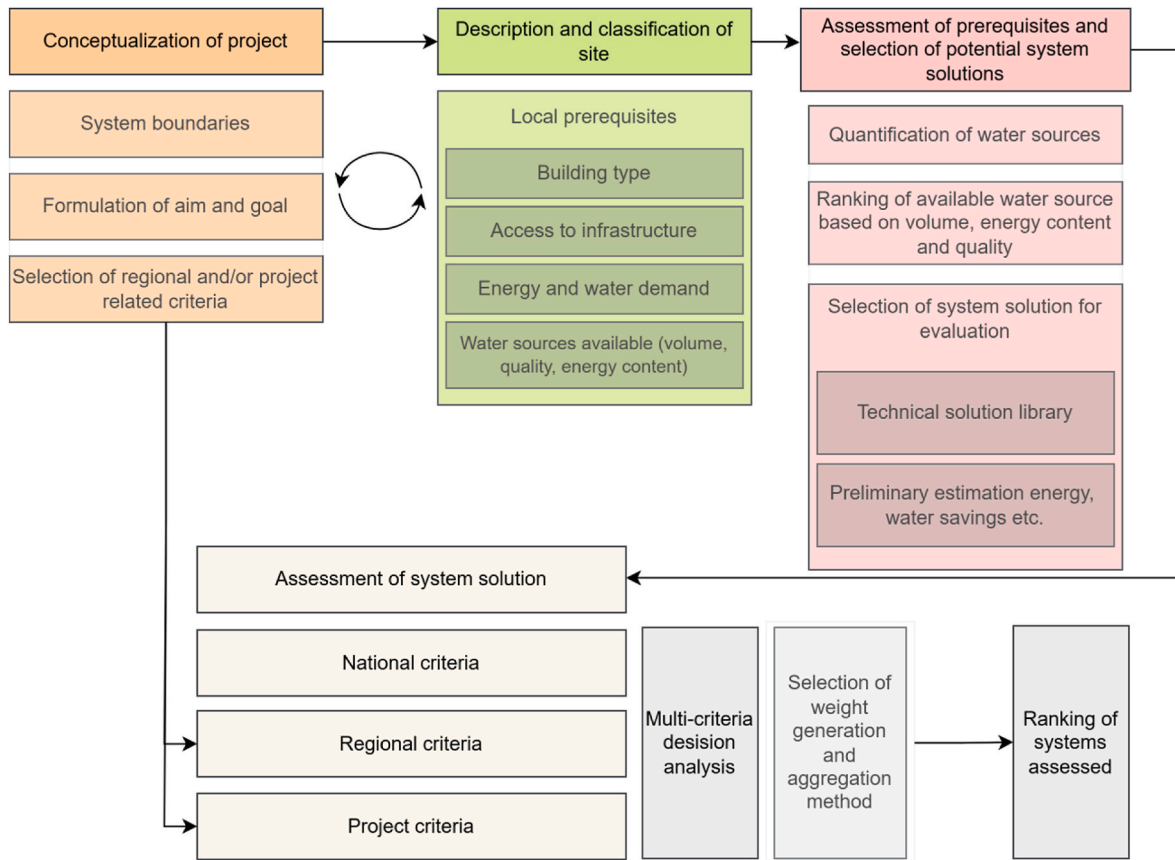 Conceptualization of project
Description and classification of
site
Assessment of prerequisites and
selection of potential system
solutions
System boundaries
Formulation of aim and goal
Selection of regional and/or project
related criteria
Local prerequisites
Building type
Access to infrastructure
Energy and water demand
Water sources available (volume,
quality, energy content)
Quantification of water sources
Ranking of available water source
based on volume, energy content
and quality
Selection of system solution for
evaluation
Technical solution library
Preliminary estimation energy,
water savings etc.
Assessment of system solution
National criteria
Regional criteria
Project criteria
Multi-criteria
desision
analysis
Selection of
weight
generation
and
aggregation
method
Ranking of
systems
assessed